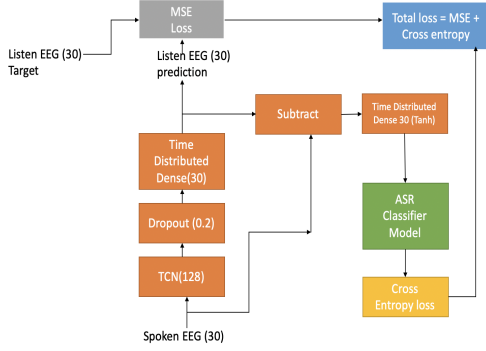 MSE
Loss
Total loss = MSE +
Cross entropy
Listen EEG (30)
Target
Listen EEG (30)
prediction
Subtract
Time Distributed
Dense 30 (Tanh)
Time
Distributed
Dense(30)
Dropout (0.2)
ASR
Classifier
Model
TCN(128)
Cross
Entropy loss
Spoken EEG (30)